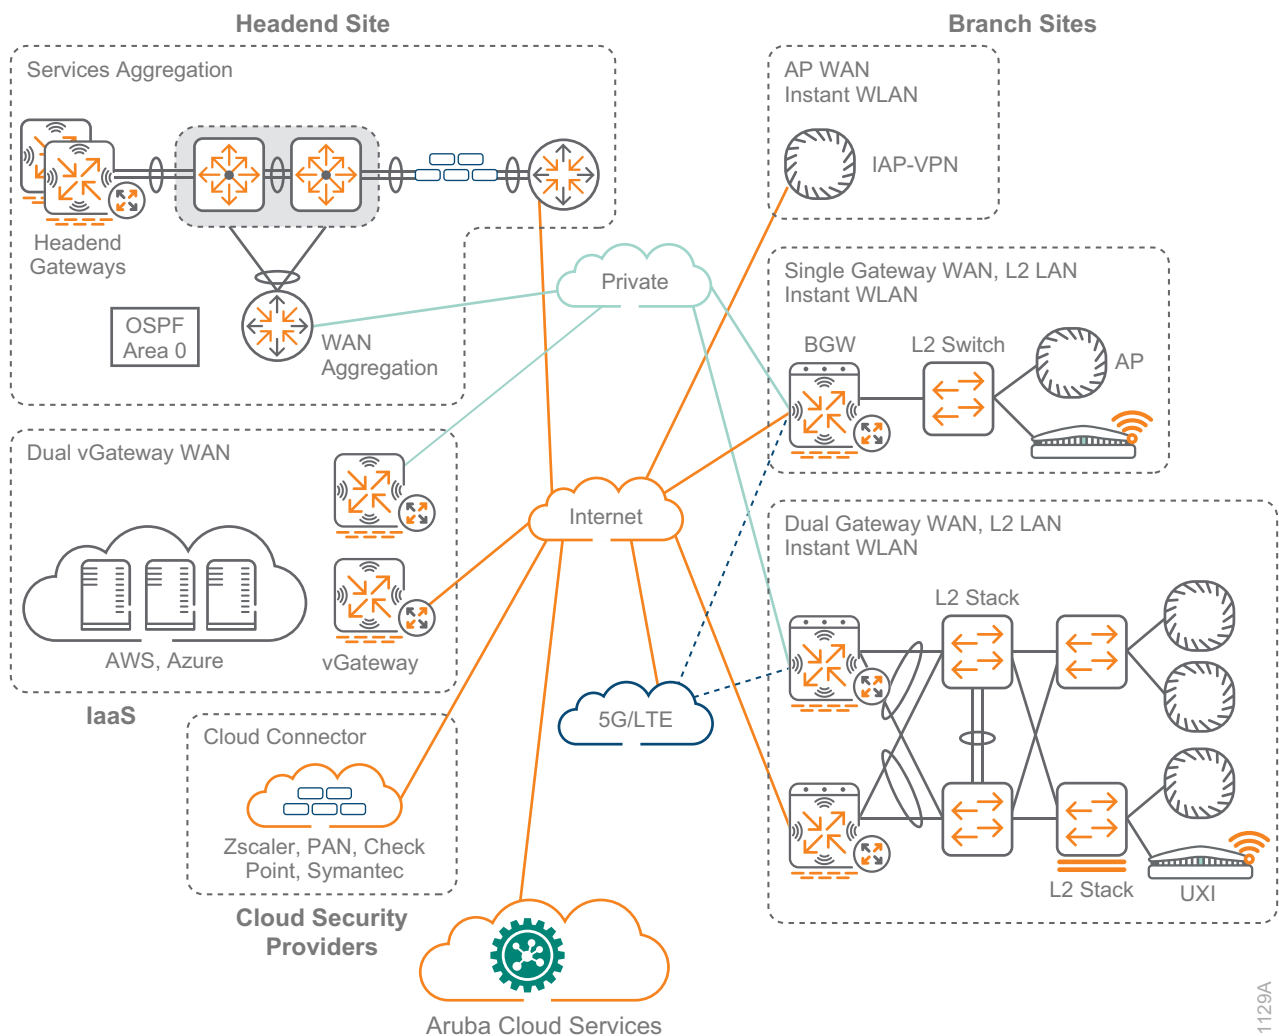 Headend Site
Services Aggregation
Headend
Gateways
OSPF
Area 0
WAN
Aggregation
Dual vGateway WAN
AWS, Azure
vGateway
IaaS
Cloud Connector
Zscaler, PAN, Check
Point, Symantec
Cloud Security
Providers
Private
Internet
5G/LTE
Aruba Cloud Services
Branch Sites
AP WAN
Instant WLAN
IAP-VPN
Single Gateway WAN, L2 LAN
Instant WLAN
BGW
L2 Switch
AP
Dual Gateway WAN, L2 LAN
Instant WLAN
L2 Stack
L2 Stack
UXI
1129A